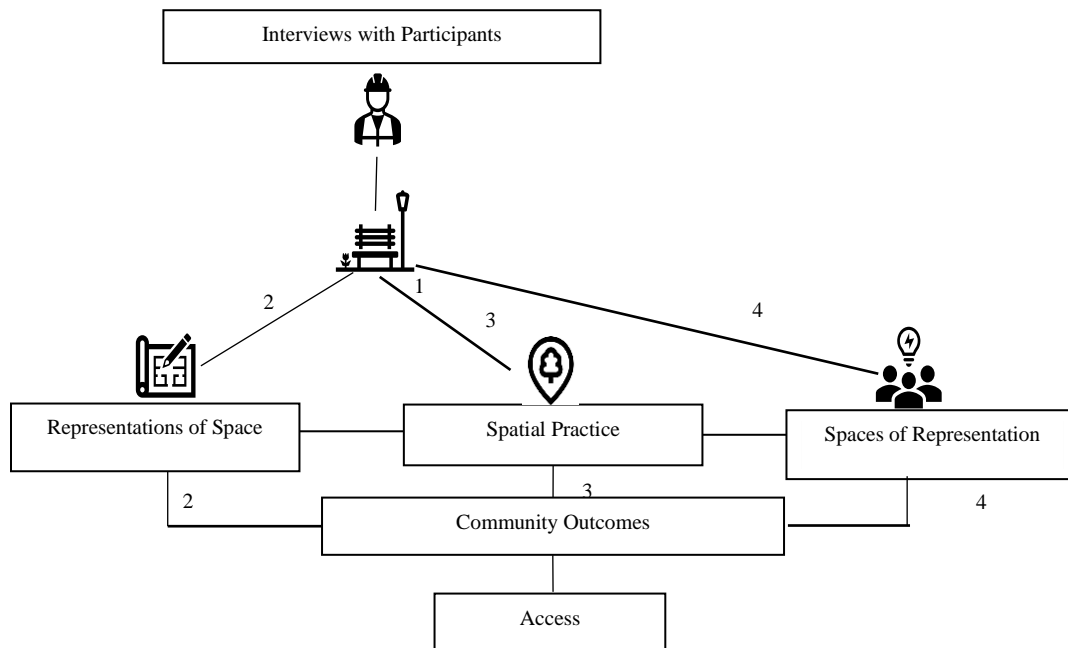 Interviews with Participants
1
2
3
4
Representations of Space
Spatial Practice
Spaces of Representation
2
3
4
Community Outcomes
Access